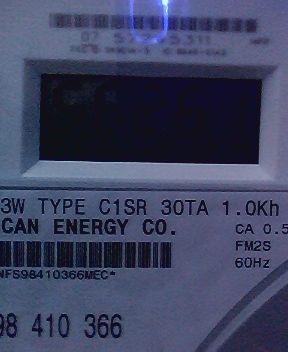 3W TYPE C1SR 30TA 1.0Kh
CAN ENERGY CO.
CA 0.5
FM2S
NFS98410366MEC*
60Hz
98 410 366